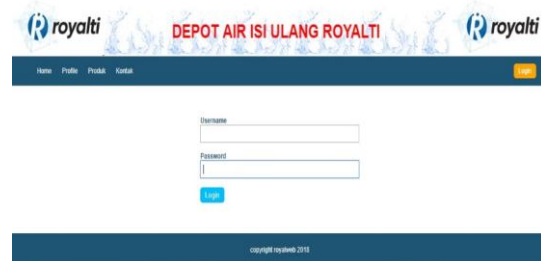 royalti DEPOT AIR ISI ULANG ROYALTI royalti
Home Profile Produk Kontak Login
Username
Password
Login
copyright royalweb 2018